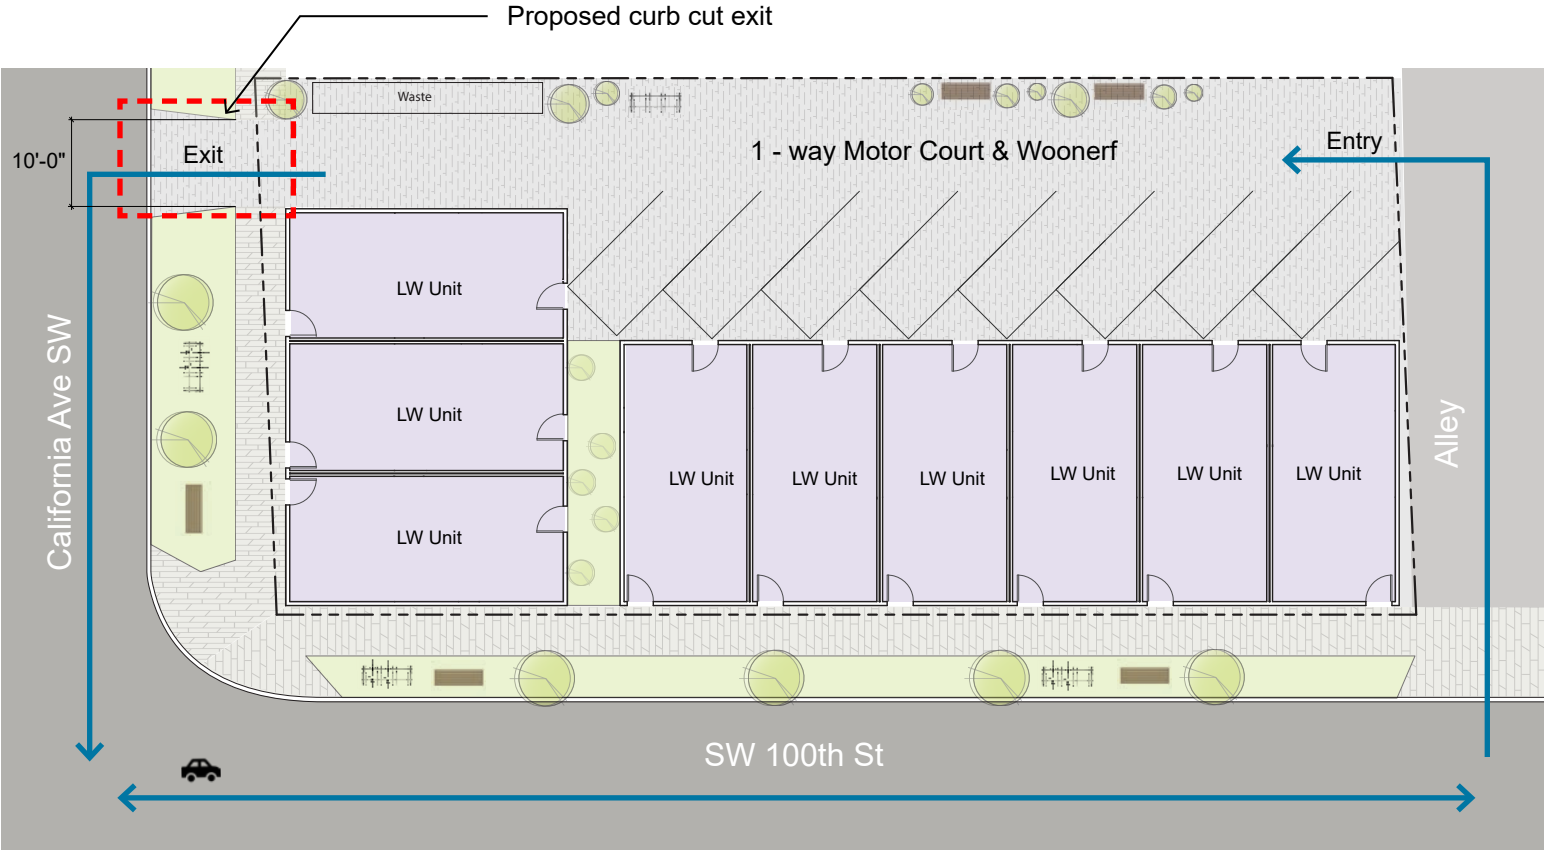 Proposed curb cut exit
Waste
10'-0"
Exit
1 - way Motor Court & Woonerf
Entry
LW Unit
LW Unit
LW Unit
LW Unit
LW Unit
LW Unit
LW Unit
LW Unit
LW Unit
California Ave SW
Alley
SW 100th St